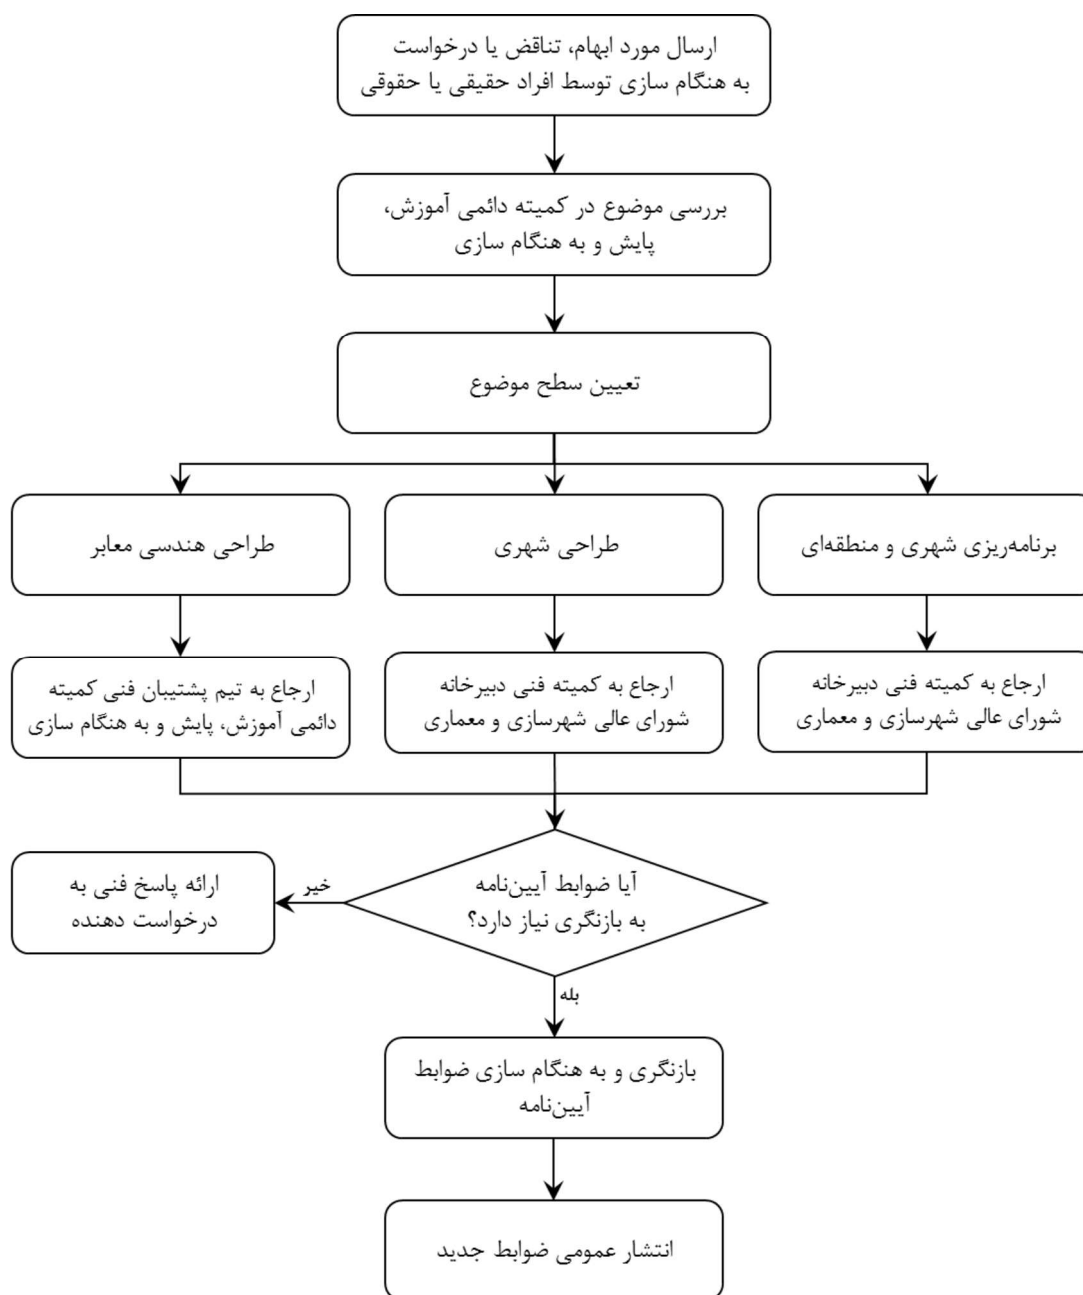 ارسال مورد ابهام، تناقض یا درخواست
به هنگام سازی توسط افراد حقیقی یا حقوقی
بررسی موضوع در کمیته دائمی آموزش،
پایش و به هنگام سازی
تعیین سطح موضوع
برنامه‌ریزی شهری و منطقه‌ای
طراحی شهری
طراحی هندسی معابر
ارجاع به کمیته فنی دبیرخانه
شورای عالی شهرسازی و معماری
ارجاع به کمیته فنی دبیرخانه
شورای عالی شهرسازی و معماری
ارجاع به تیم پشتیبان فنی کمیته
دائمی آموزش، پایش و به هنگام سازی
آیا ضوابط آیین‌نامه
به بازنگری نیاز دارد؟
خیر
ارائه پاسخ فنی به
درخواست دهنده
بله
بازنگری و به هنگام سازی ضوابط
آیین‌نامه
انتشار عمومی ضوابط جدید